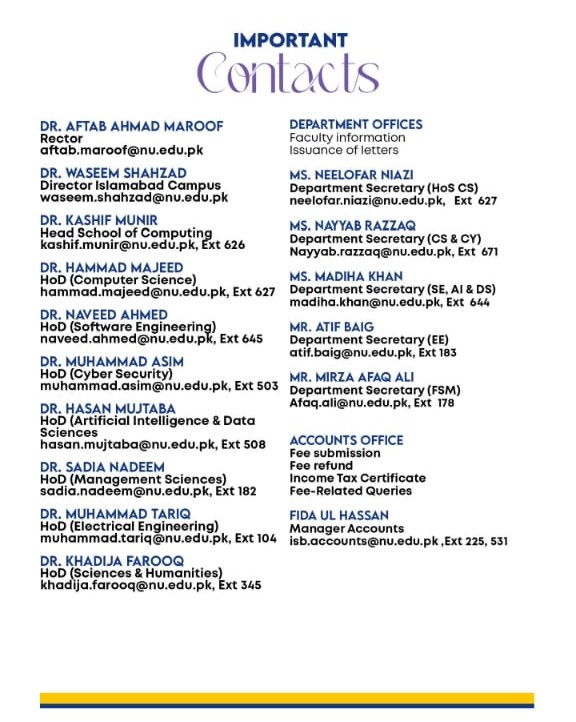 IMPORTANT
Contacts
DR. AFTAB AHMAD MAROOF
Rector
aftab.maroof@nu.edu.pk
DR. WASEEM SHAHZAD
Director Islamabad Campus
waseem.shahzad@nu.edu.pk
DR. KASHIF MUNIR
Head School of Computing
kashif.munir@nu.edu.pk, Ext 626
DR. HAMMAD MAJEED
HoD (Computer Science)
hammad.majeed@nu.edu.pk, Ext 627
DR. NAVEED AHMED
HoD (Software Engineering)
naveed.ahmed@nu.edu.pk, Ext 645
DR. MUHAMMAD ASIM
HoD (Cyber Security)
muhammad.asim@nu.edu.pk, Ext 503
DR. HASAN MUJTABA
HoD (Artificial Intelligence & Data
Sciences
hasan.mujtaba@nu.edu.pk, Ext 508
DR. SADIA NADEEM
HoD (Management Sciences)
sadia.nadeem@nu.edu.pk, Ext 182
DR. MUHAMMAD TARIQ
HoD (Electrical Engineering)
muhammad.tariq@nu.edu.pk, Ext 104
DR. KHADIJA FAROOQ
HoD (Sciences & Humanities)
khadija.farooq@nu.edu.pk, Ext 345
DEPARTMENT OFFICES
Faculty information
Issuance of letters
MS. NEELOFAR NIAZI
Department Secretary (HoS CS)
neelofar.niazi@nu.edu.pk, Ext 627
MS. NAYYAB RAZZAQ
Department Secretary (CS & CY)
Nayyab.razzaq@nu.edu.pk, Ext 671
MS. MADIHA KHAN
Department Secretary (SE, AI & DS)
madiha.khan@nu.edu.pk, Ext 644
MR. ATIF BAIG
Department Secretary (EE)
atif.baig@nu.edu.pk, Ext 183
MR. MIRZA AFAQ ALI
Department Secretary (FSM)
Afaq.ali@nu.edu.pk, Ext 178
ACCOUNTS OFFICE
Fee submission
Fee refund
Income Tax Certificate
Fee-Related Queries
FIDA UL HASSAN
Manager Accounts
isb.accounts@nu.edu.pk ,Ext 225, 531